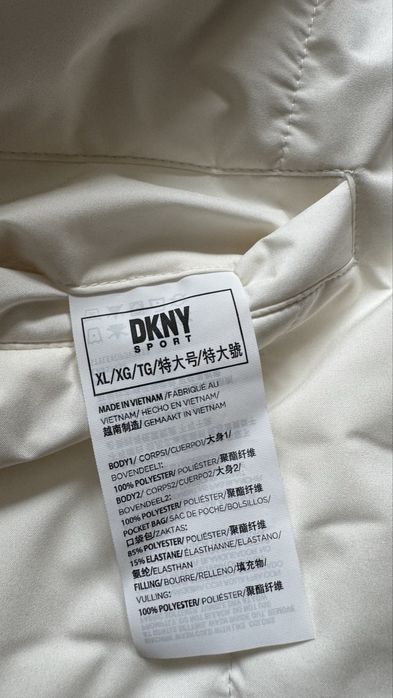 DKNY
SPORT
XL/XG/TG/特大号/特大號
MADE IN VIETNAM /FABRIQUÉ AU
VIETNAM/ HECHO EN VIETNAM/
越南制造/ GEMAAKT IN VIETNAM
BODY1/ CORPS1/CUERPO1/大身1/
BOVENDEEL1:
100% POLYESTER/ POLIÉSTER/聚酯纤维
BODY2/ CORPS2/CUERPO2/大身2/
BOVENDEEL2:
100% POLYESTER/ POLIÉSTER/聚酯纤维
POCKET BAG/ SAC DE POCHE/BOLSILLOS/
口袋包/ZAKTAS:
85% POLYESTER/ POLIÉSTER/聚酯纤维
15% ELASTANE/ ÉLASTHANNE/ELASTANO/
氨纶/ELASTHAN
FILLING/ BOURRE/RELLENO/填充物/
VULLING:
100% POLYESTER/ POLIÉSTER/聚酯纤维